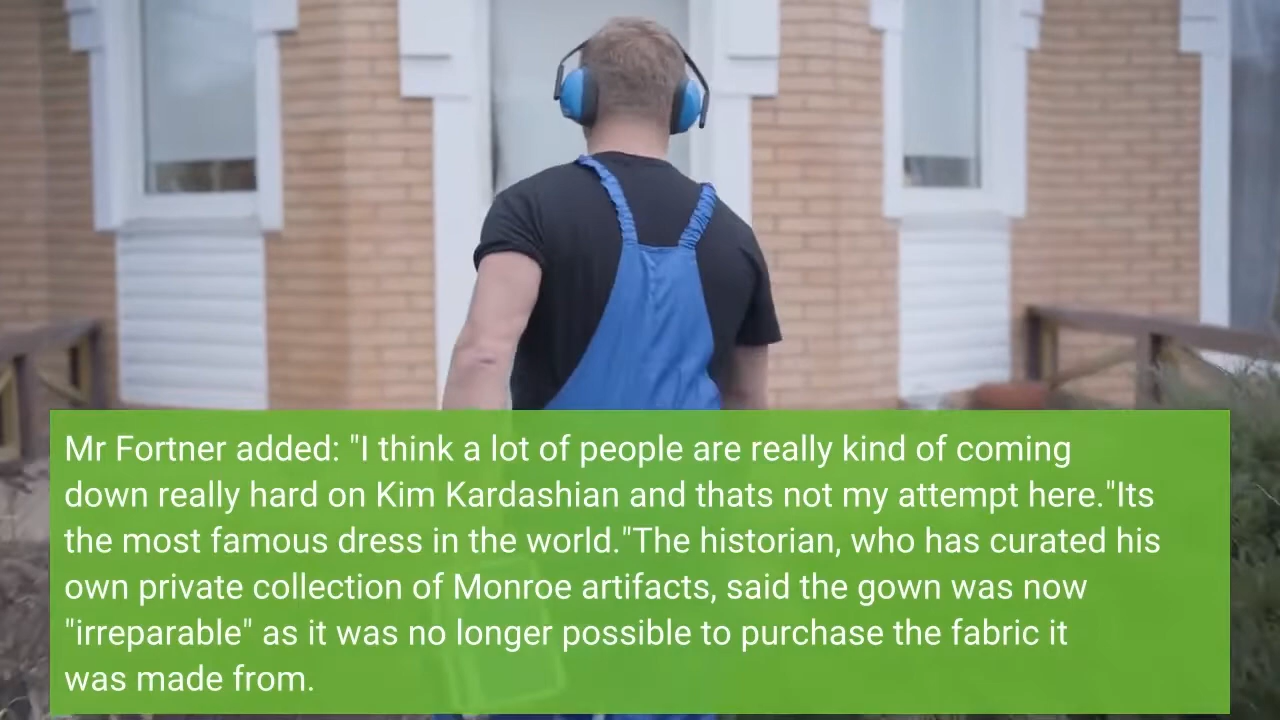 Mr Fortner added: "I think a lot of people are really kind of coming
down really hard on Kim Kardashian and thats not my attempt here."Its
the most famous dress in the world."The historian, who has curated his
own private collection of Monroe artifacts, said the gown was now
"irreparable" as it was no longer possible to purchase the fabric it
was made from.